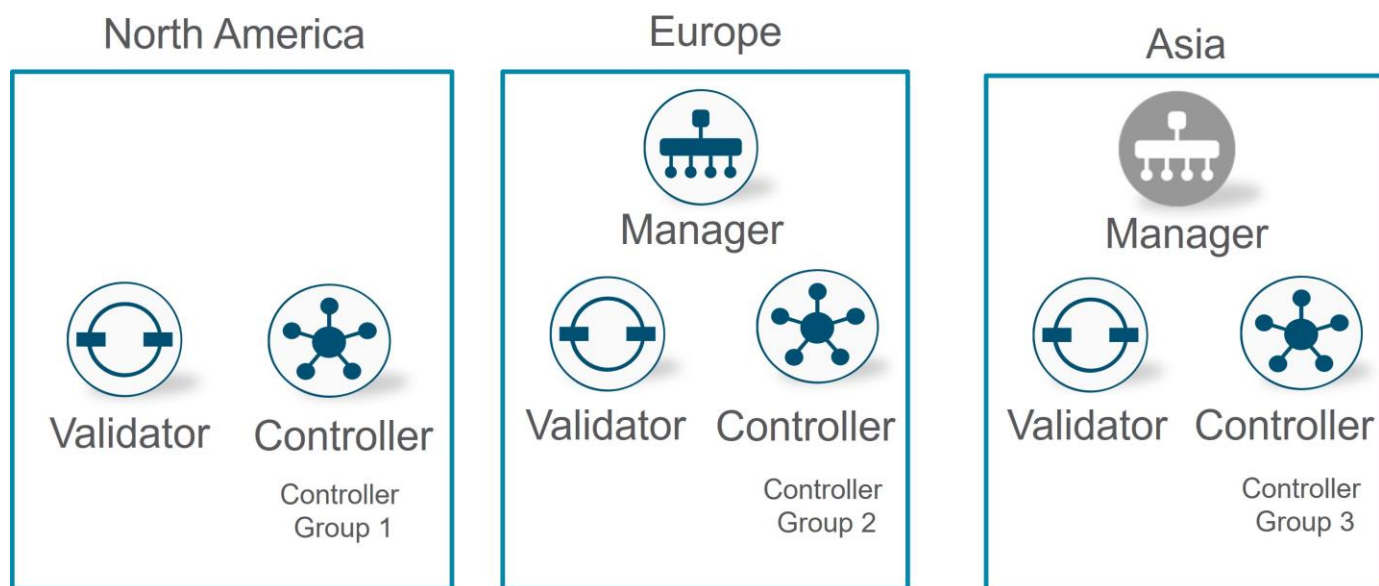 North America
Validator
Controller
Controller
Group 1
Europe
Manager
Validator
Controller
Controller
Group 2
Asia
Manager
Validator
Controller
Controller
Group 3